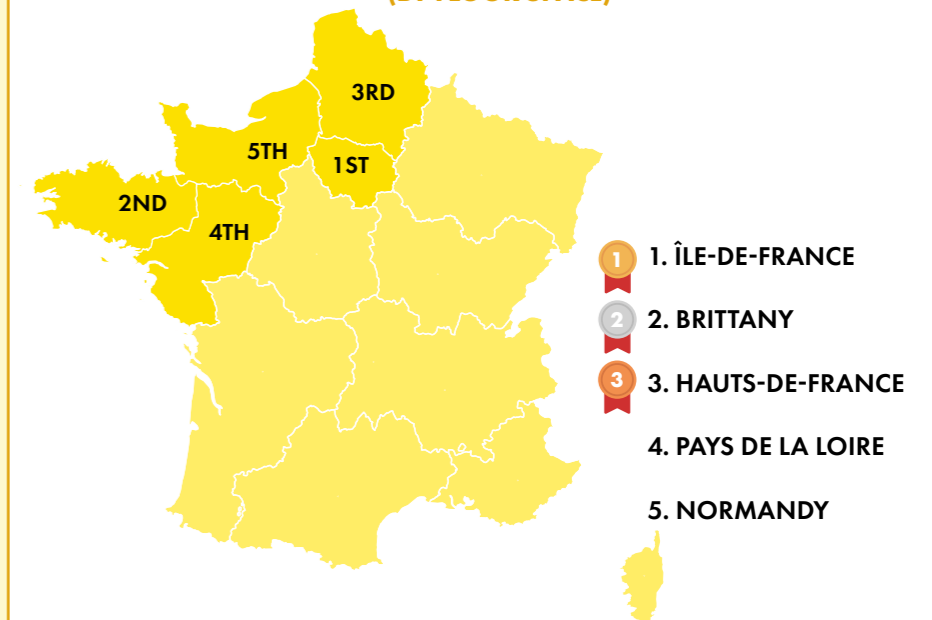 3RD
5TH
1ST
2ND
4TH
1
1. ÎLE-DE-FRANCE
2
2. BRITTANY
3
3. HAUTS-DE-FRANCE
4. PAYS DE LA LOIRE
5. NORMANDY